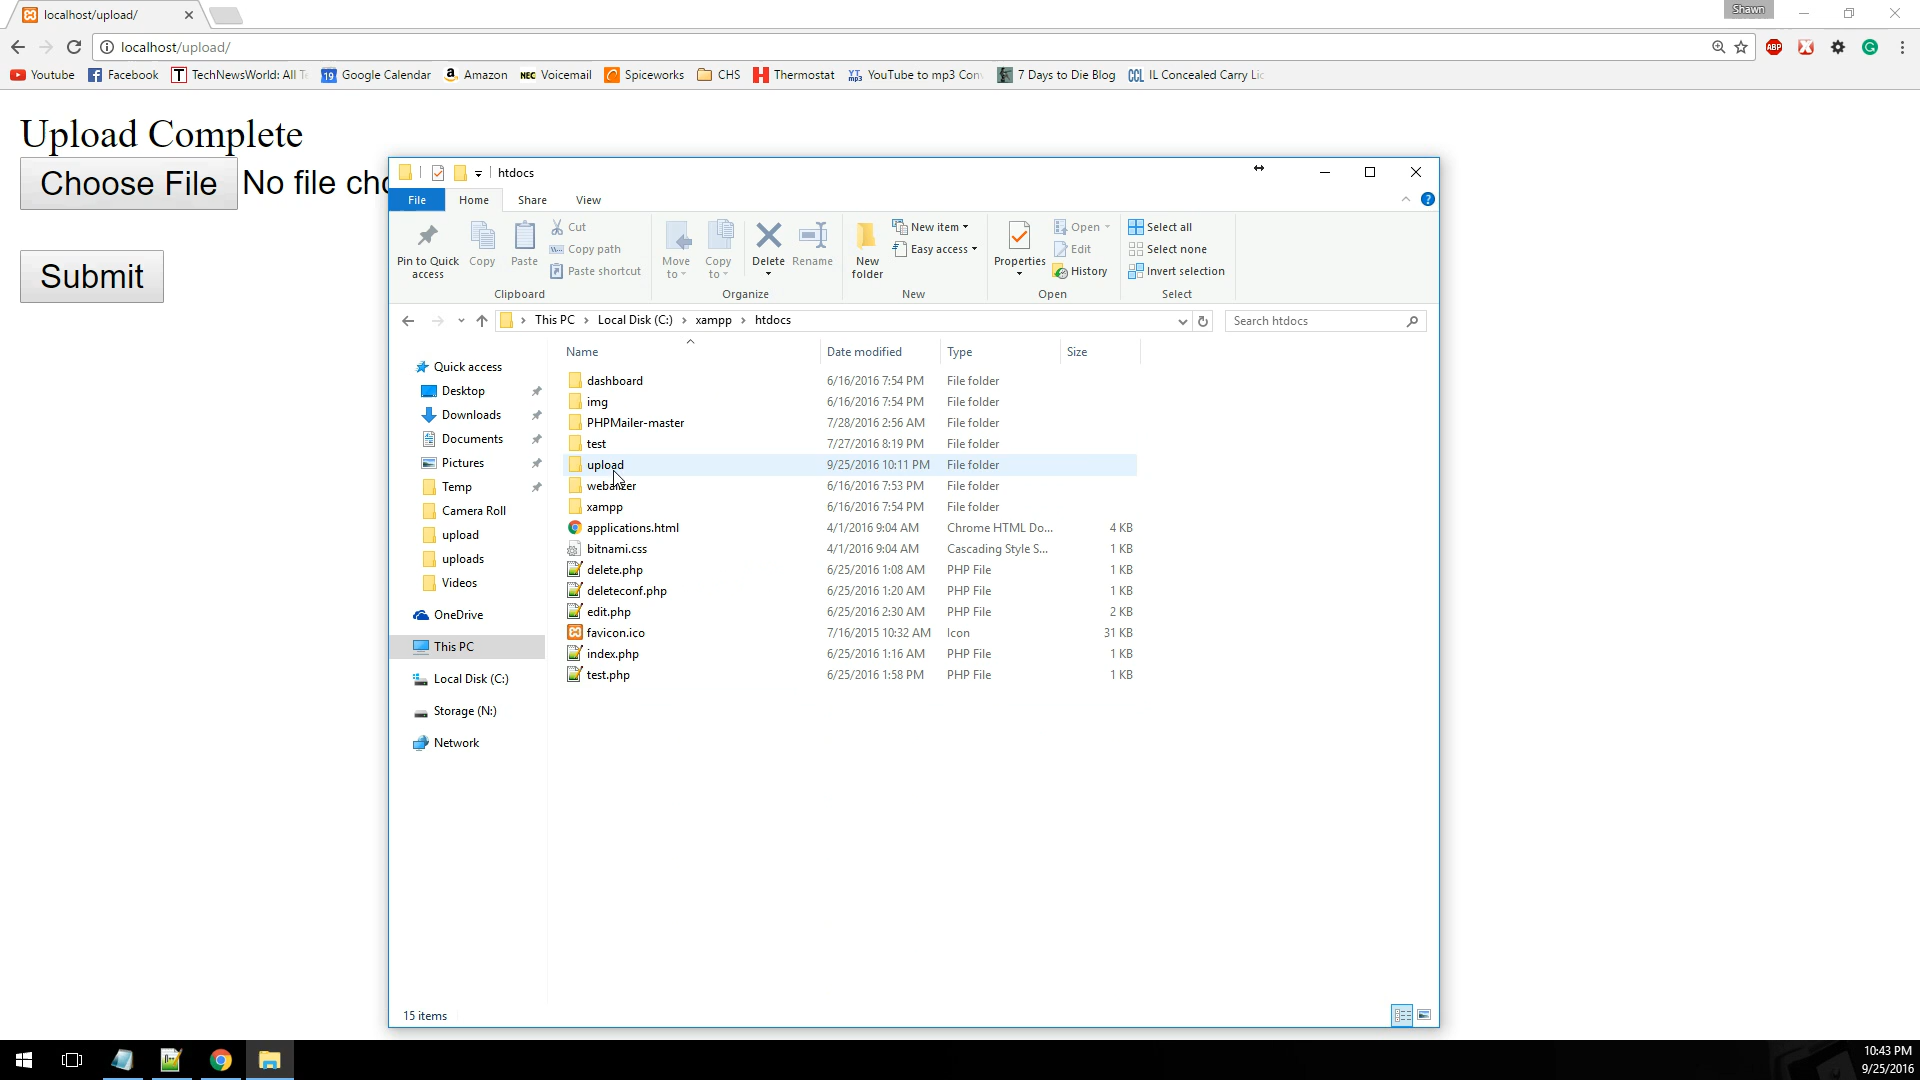 localhost/upload/
Shawn
localhost/upload/
ABP
Youtube
Facebook
TechNewsWorld: All T
19 Google Calendar
Amazon
NEC Voicemail
Spiceworks
CHS
Thermostat
YouTube to mp3 Con
7 Days to Die Blog
CCL IL Concealed Carry Lic
Upload Complete
Choose File No file cho
Submit
htdocs
File Home Share View
Pin to Quick access
Copy
Paste
Cut
Copy path
Paste shortcut
Clipboard
Move to
Copy to
Delete
Rename
Organize
New folder
New item
Easy access
New
Properties
Open
Edit
History
Open
Select all
Select none
Invert selection
Select
This PC > Local Disk (C:) > xampp > htdocs
Search htdocs
Name Date modified Type Size
Quick access
Desktop
Downloads
Documents
Pictures
Temp
Camera Roll
upload
uploads
Videos
OneDrive
This PC
Local Disk (C:)
Storage (N:)
Network
dashboard 6/16/2016 7:54 PM File folder
img 6/16/2016 7:54 PM File folder
PHPMailer-master 7/28/2016 2:56 AM File folder
test 7/27/2016 8:19 PM File folder
upload 9/25/2016 10:11 PM File folder
webalizer 6/16/2016 7:53 PM File folder
xampp 6/16/2016 7:54 PM File folder
applications.html 4/1/2016 9:04 AM Chrome HTML Do... 4 KB
bitnami.css 4/1/2016 9:04 AM Cascading Style S... 1 KB
delete.php 6/25/2016 1:08 AM PHP File 1 KB
deleteconf.php 6/25/2016 1:20 AM PHP File 1 KB
edit.php 6/25/2016 2:30 AM PHP File 2 KB
favicon.ico 7/16/2015 10:32 AM Icon 31 KB
index.php 6/25/2016 1:16 AM PHP File 1 KB
test.php 6/25/2016 1:58 PM PHP File 1 KB
15 items
10:43 PM
9/25/2016